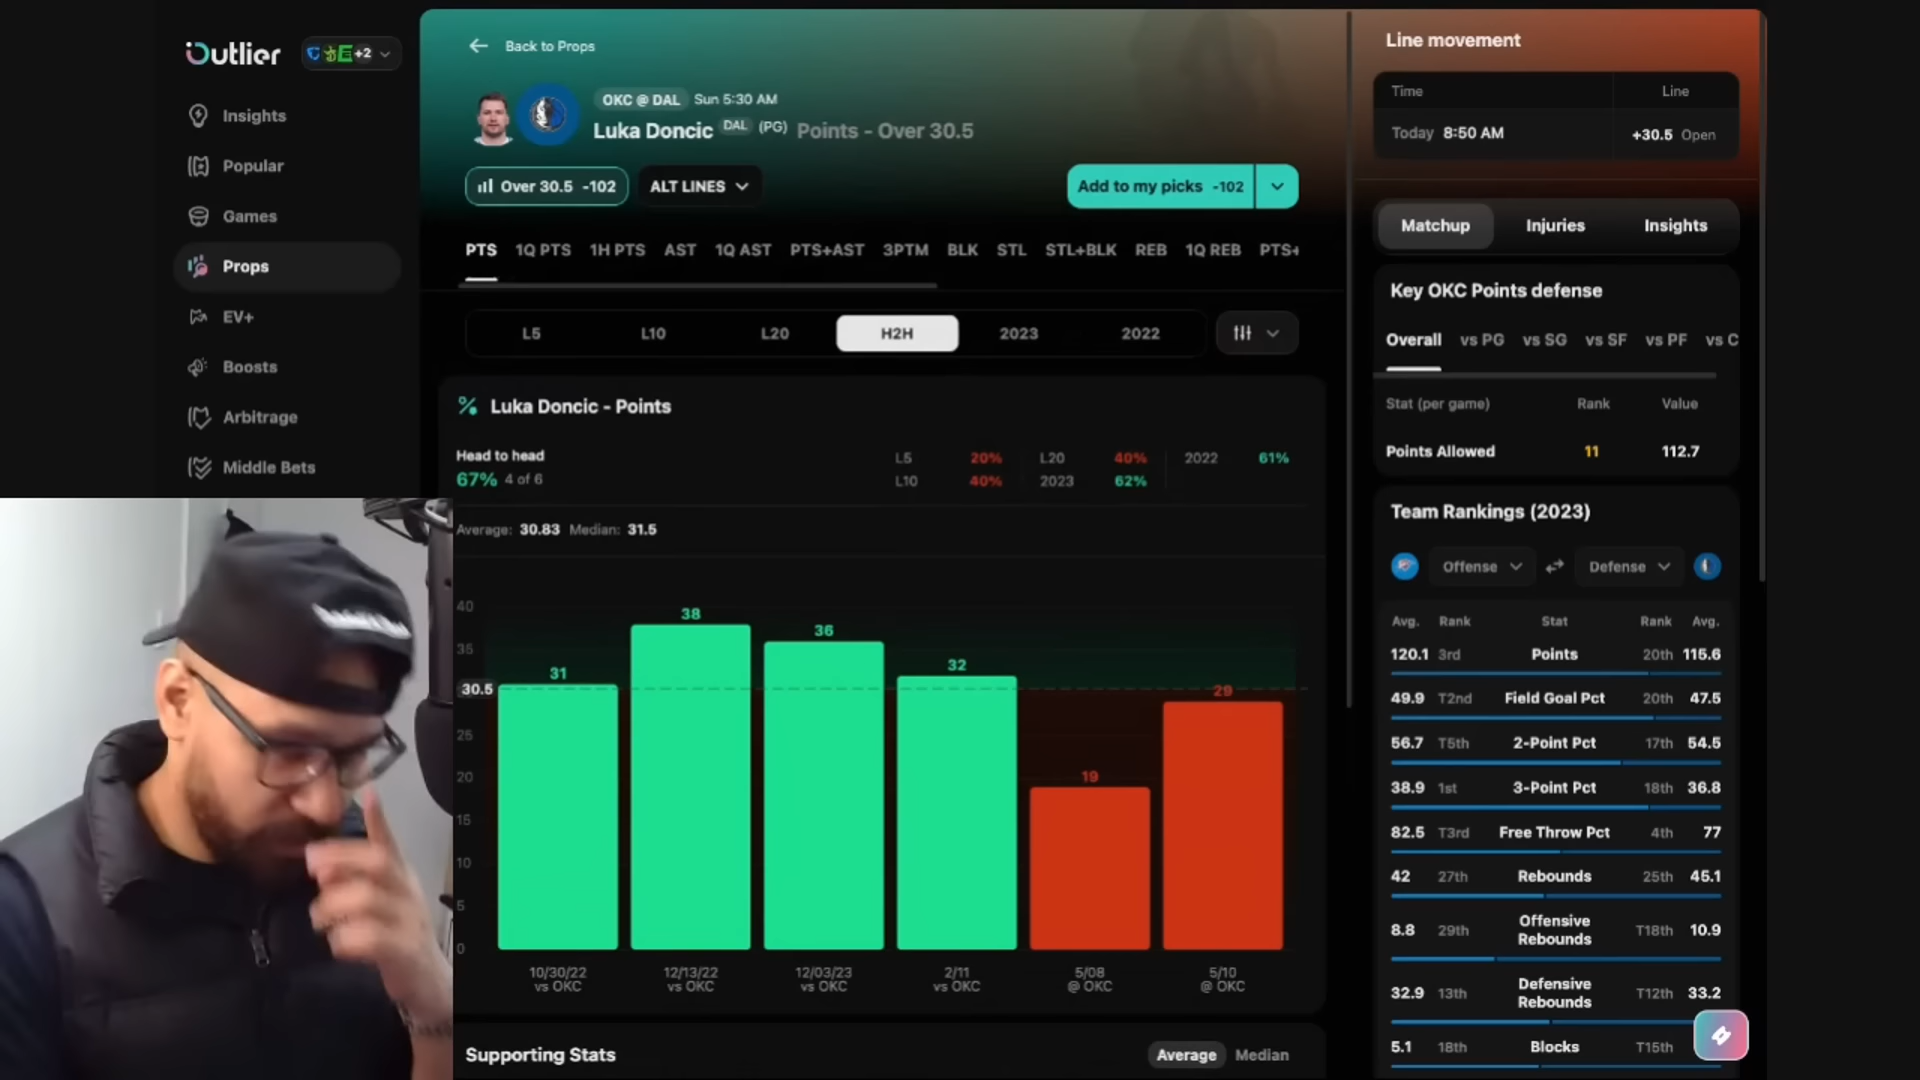 Outlier
+2
Insights
Popular
Games
Props
EV+
Boosts
Arbitrage
Middle Bets
Back to Props
OKC @ DAL Sun 5:30 AM
Luka Doncic DAL (PG) Points - Over 30.5
Over 30.5 -102
ALT LINES
Add to my picks -102
PTS 1Q PTS 1H PTS AST 1Q AST PTS+AST 3PTM BLK STL STL+BLK REB 1Q REB PTS+
L5 L10 L20 H2H 2023 2022
% Luka Doncic - Points
Head to head
67% 4 of 6
L5 20% L20 40% 2022 61%
L10 40% 2023 62%
Average: 30.83 Median: 31.5
40
35
30.5
25
20
15
10
5
0
31
38
36
32
19
29
10/30/22
vs OKC
12/13/22
vs OKC
12/03/23
vs OKC
2/11
vs OKC
5/08
@ OKC
5/10
@ OKC
Supporting Stats
Average Median
Line movement
Time Line
Today 8:50 AM +30.5 Open
Matchup Injuries Insights
Key OKC Points defense
Overall vs PG vs SG vs SF vs PF vs C
Stat (per game) Rank Value
Points Allowed 11 112.7
Team Rankings (2023)
Offense Defense
Avg. Rank Stat Rank Avg.
120.1 3rd Points 20th 115.6
49.9 T2nd Field Goal Pct 20th 47.5
56.7 T5th 2-Point Pct 17th 54.5
38.9 1st 3-Point Pct 18th 36.8
82.5 T3rd Free Throw Pct 4th 77
42 27th Rebounds 25th 45.1
8.8 29th Offensive Rebounds T18th 10.9
32.9 13th Defensive Rebounds T12th 33.2
5.1 18th Blocks T15th